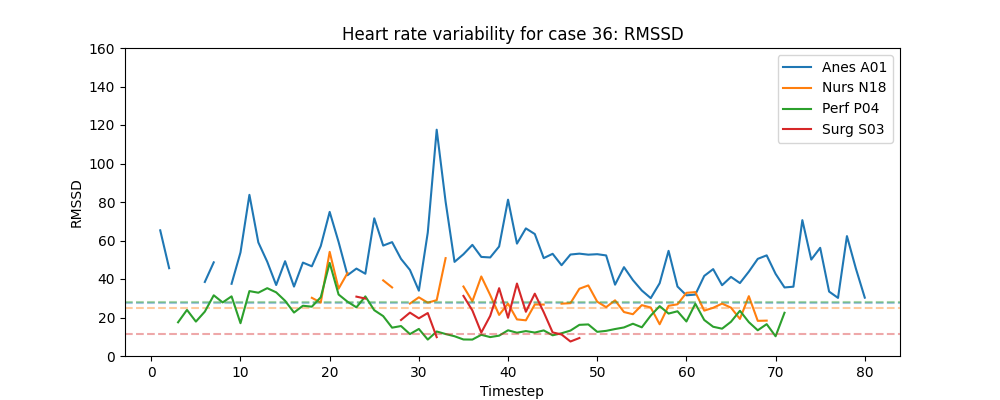 Heart rate variability for case 36: RMSSD
RMSSD
160
140
120
100
80
60
40
20
0
0 10 20 30 40 50 60 70 80
Timestep
Anes A01
Nurs N18
Perf P04
Surg S03